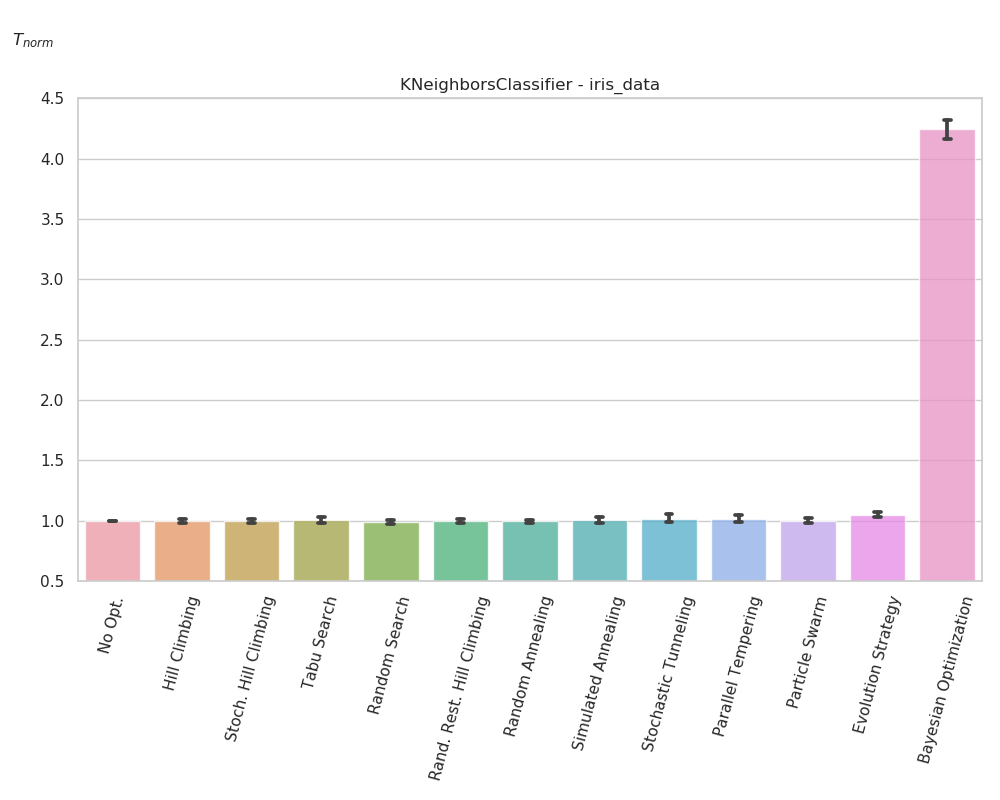 T_norm
KNeighborsClassifier - iris_data
4.5
4.0
3.5
3.0
2.5
2.0
1.5
1.0
0.5
No Opt.
Hill Climbing
Stoch. Hill Climbing
Tabu Search
Random Search
Rand. Rest. Hill Climbing
Random Annealing
Simulated Annealing
Stochastic Tunneling
Parallel Tempering
Particle Swarm
Evolution Strategy
Bayesian Optimization